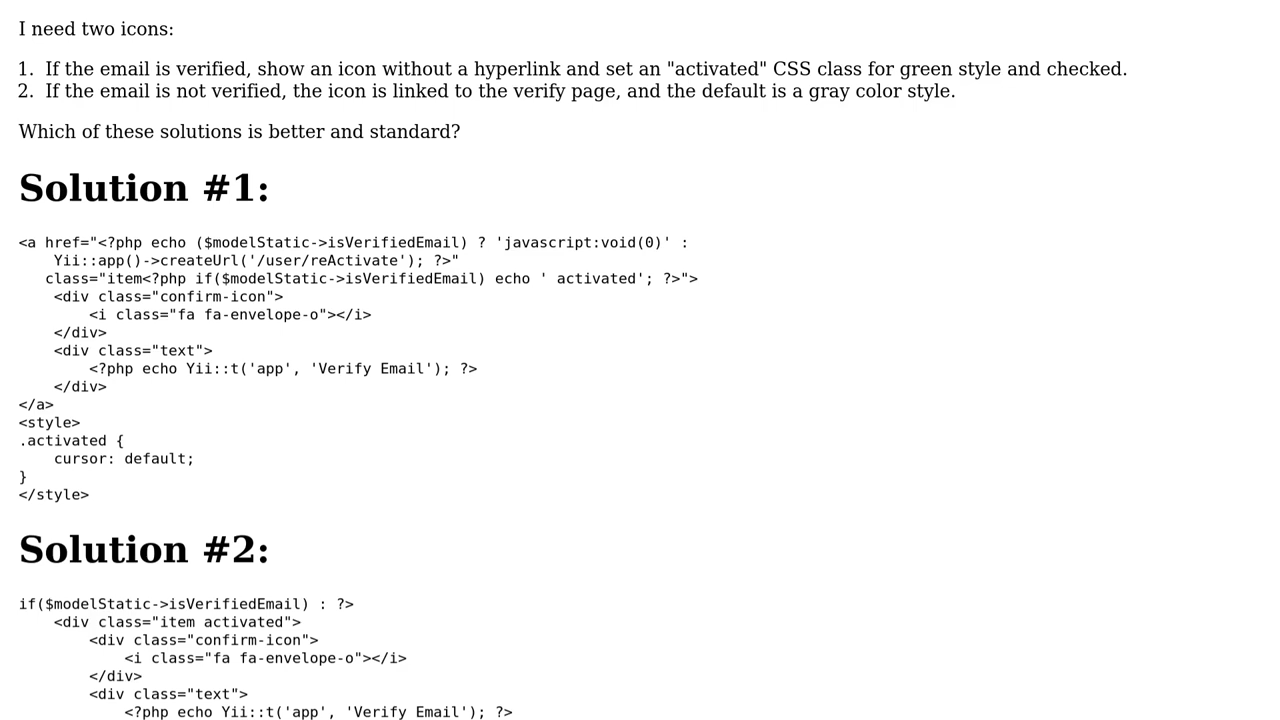 I need two icons:
1. If the email is verified, show an icon without a hyperlink and set an "activated" CSS class for green style and checked.
2. If the email is not verified, the icon is linked to the verify page, and the default is a gray color style.
Which of these solutions is better and standard?
Solution #1:
<a href="<?php echo ($modelStatic->isVerifiedEmail) ? 'javascript:void(0)' :
    Yii::app()->createUrl('/user/reActivate'); ?>"
   class="item<?php if($modelStatic->isVerifiedEmail) echo ' activated'; ?>">
    <div class="confirm-icon">
        <i class="fa fa-envelope-o"></i>
    </div>
    <div class="text">
        <?php echo Yii::t('app', 'Verify Email'); ?>
    </div>
</a>
<style>
.activated {
    cursor: default;
}
</style>
Solution #2:
if($modelStatic->isVerifiedEmail) : ?>
    <div class="item activated">
        <div class="confirm-icon">
            <i class="fa fa-envelope-o"></i>
        </div>
        <div class="text">
            <?php echo Yii::t('app', 'Verify Email'); ?>